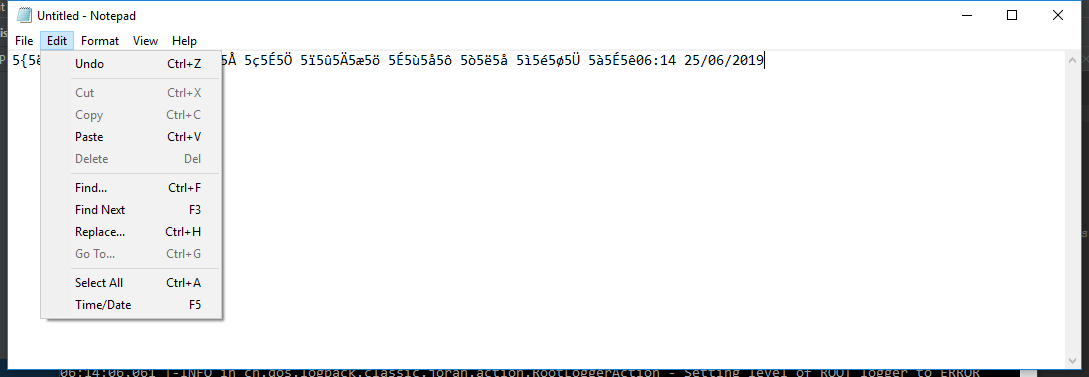 Untitled - Notepad
File Edit Format View Help
5Å 5ç5É5Ö 5ï5û5Ä5æ5ö 5É5ù5å5ô 5ò5ë5å 5ì5é5ø5Ü 5à5É5ê06:14 25/06/2019
Undo Ctrl+Z
Cut Ctrl+X
Copy Ctrl+C
Paste Ctrl+V
Delete Del
Find... Ctrl+F
Find Next F3
Replace... Ctrl+H
Go To... Ctrl+G
Select All Ctrl+A
Time/Date F5
06:14:06,061 |-INFO in ch.qos.logback.classic.joran.action.RootLoggerAction - Setting level of ROOT logger to ERROR